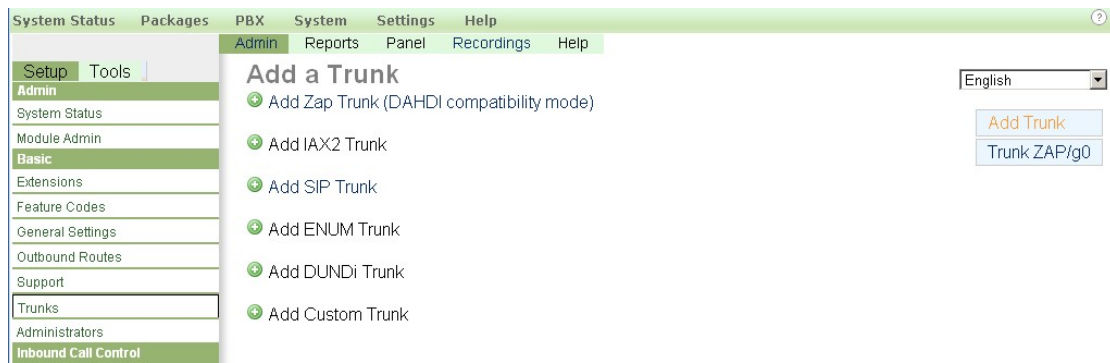 System Status Packages PBX System Settings Help ?
Admin Reports Panel Recordings Help
Setup Tools
Admin
System Status
Module Admin
Basic
Extensions
Feature Codes
General Settings
Outbound Routes
Support
Trunks
Administrators
Inbound Call Control
Add a Trunk
Add Zap Trunk (DAHDI compatibility mode)
Add IAX2 Trunk
Add SIP Trunk
Add ENUM Trunk
Add DUNDi Trunk
Add Custom Trunk
English
Add Trunk
Trunk ZAP/g0